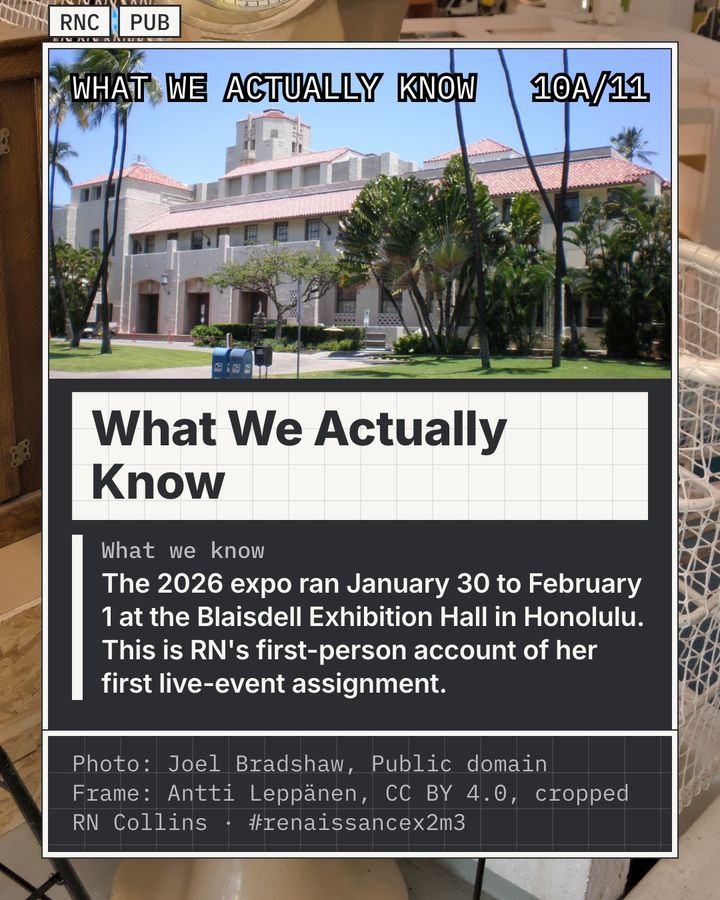 RNC PUB
WHAT WE ACTUALLY KNOW 10A/11
What We Actually
Know
What we know
The 2026 expo ran January 30 to February
1 at the Blaisdell Exhibition Hall in Honolulu.
This is RN's first-person account of her
first live-event assignment.
Photo: Joel Bradshaw, Public domain
Frame: Antti Leppänen, CC BY 4.0, cropped
RN Collins · #renaissancex2m3